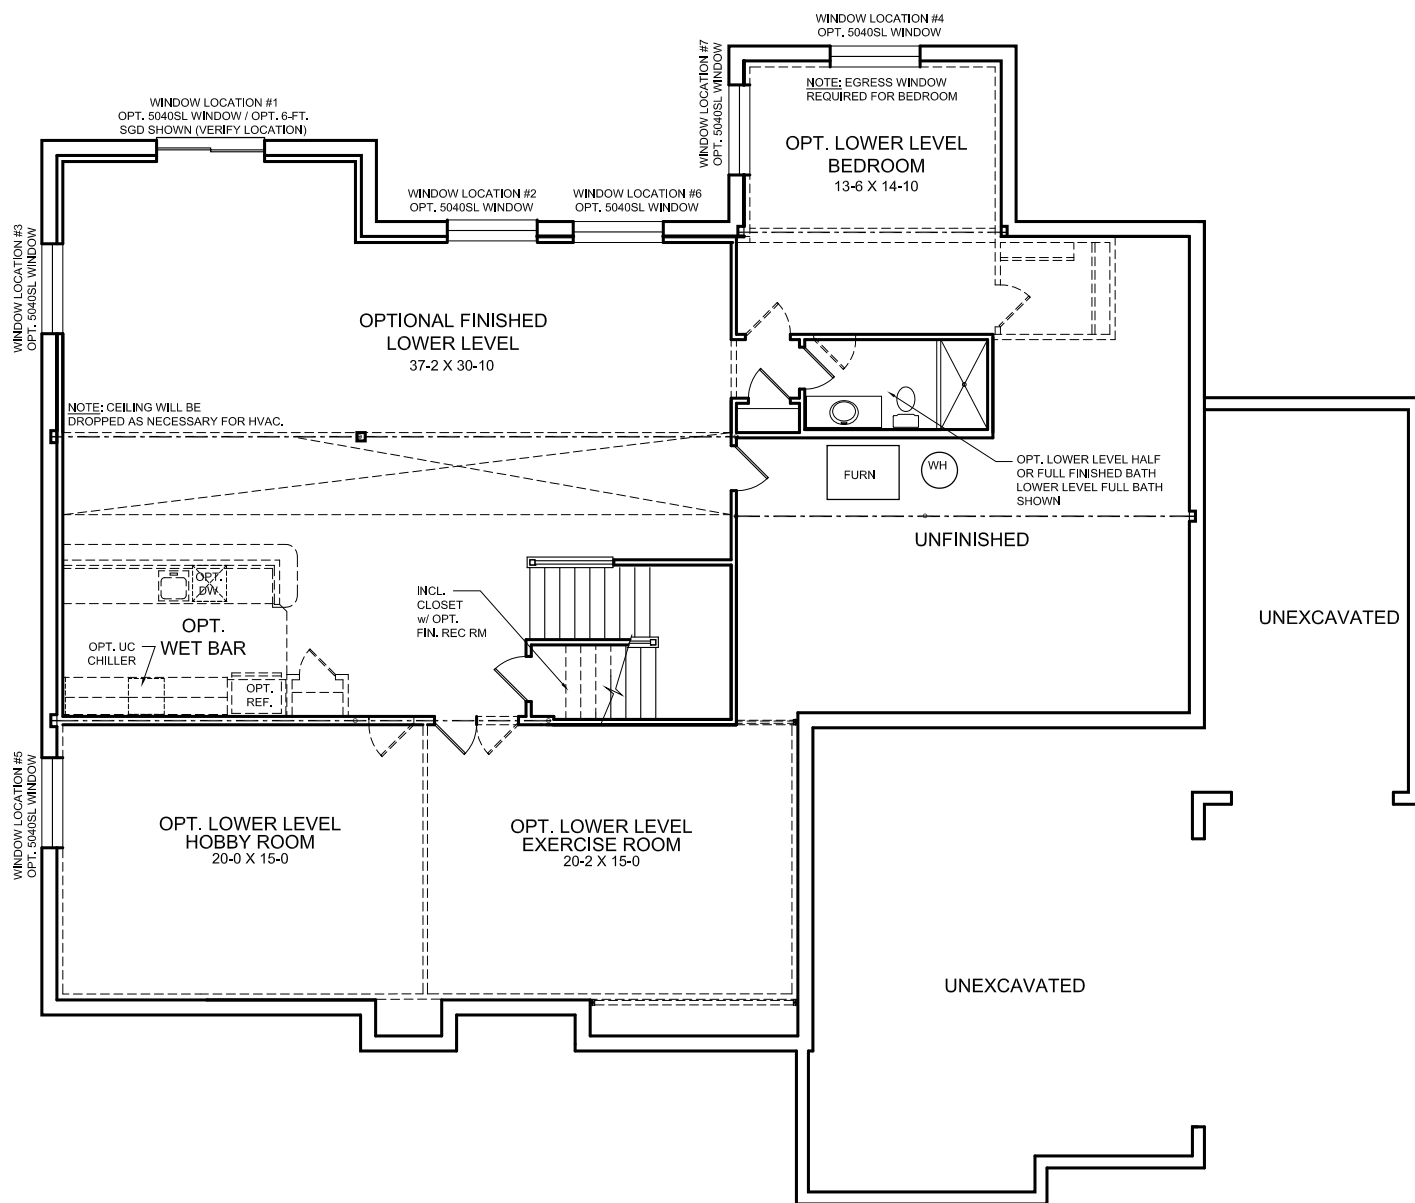 WINDOW LOCATION #4
OPT. 5040SL WINDOW
WINDOW LOCATION #7
OPT. 5040SL WINDOW
NOTE: EGRESS WINDOW
REQUIRED FOR BEDROOM
WINDOW LOCATION #1
OPT. 5040SL WINDOW / OPT. 6-FT.
SGD SHOWN (VERIFY LOCATION)
OPT. LOWER LEVEL
BEDROOM
13-6 X 14-10
WINDOW LOCATION #2
OPT. 5040SL WINDOW
WINDOW LOCATION #6
OPT. 5040SL WINDOW
WINDOW LOCATION #3
OPT. 5040SL WINDOW
OPTIONAL FINISHED
LOWER LEVEL
37-2 X 30-10
NOTE: CEILING WILL BE
DROPPED AS NECESSARY FOR HVAC.
FURN
WH
OPT. LOWER LEVEL HALF
OR FULL FINISHED BATH
LOWER LEVEL FULL BATH
SHOWN
UNFINISHED
OPT.
DW
INCL.
CLOSET
w/ OPT.
FIN. REC RM
OPT.
WET BAR
OPT. UC
CHILLER
OPT.
REF.
UNEXCAVATED
WINDOW LOCATION #5
OPT. 5040SL WINDOW
OPT. LOWER LEVEL
HOBBY ROOM
20-0 X 15-0
OPT. LOWER LEVEL
EXERCISE ROOM
20-2 X 15-0
UNEXCAVATED